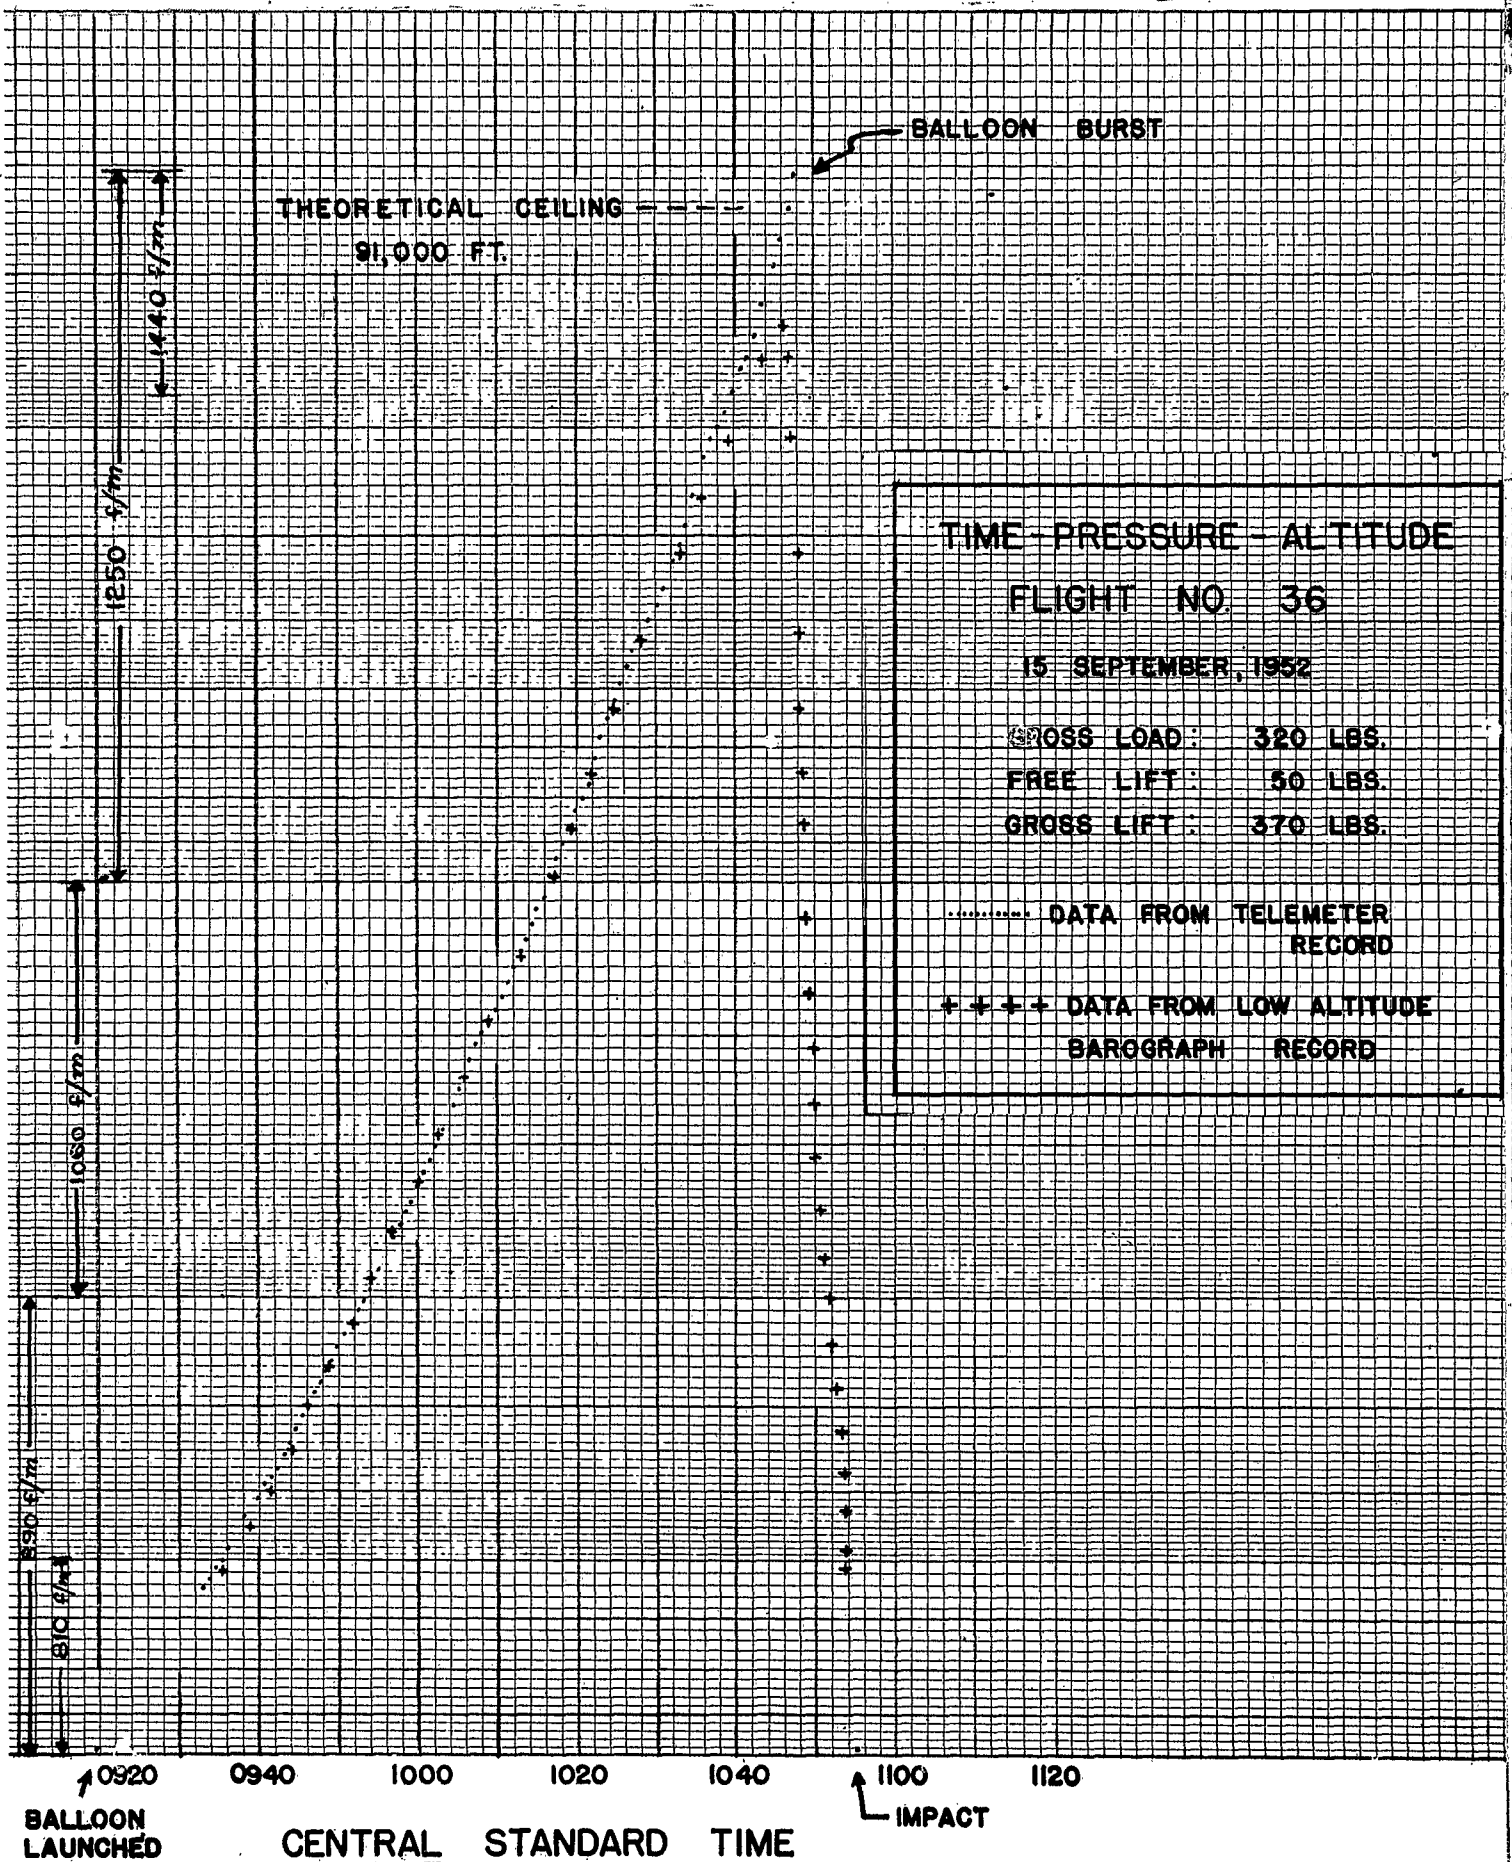 BALLOON BURST
THEORETICAL CEILING
91,000 FT.
1440 f/m
1250 f/m
1060 f/m
890 f/m
810 f/m
TIME-PRESSURE-ALTITUDE
FLIGHT NO. 36
15 SEPTEMBER, 1952
GROSS LOAD: 320 LBS.
FREE LIFT: 50 LBS.
GROSS LIFT: 370 LBS.
DATA FROM TELEMETER
RECORD
++++ DATA FROM LOW ALTITUDE
BAROGRAPH RECORD
0920 0940 1000 1020 1040 1100 1120
BALLOON
LAUNCHED
IMPACT
CENTRAL STANDARD TIME